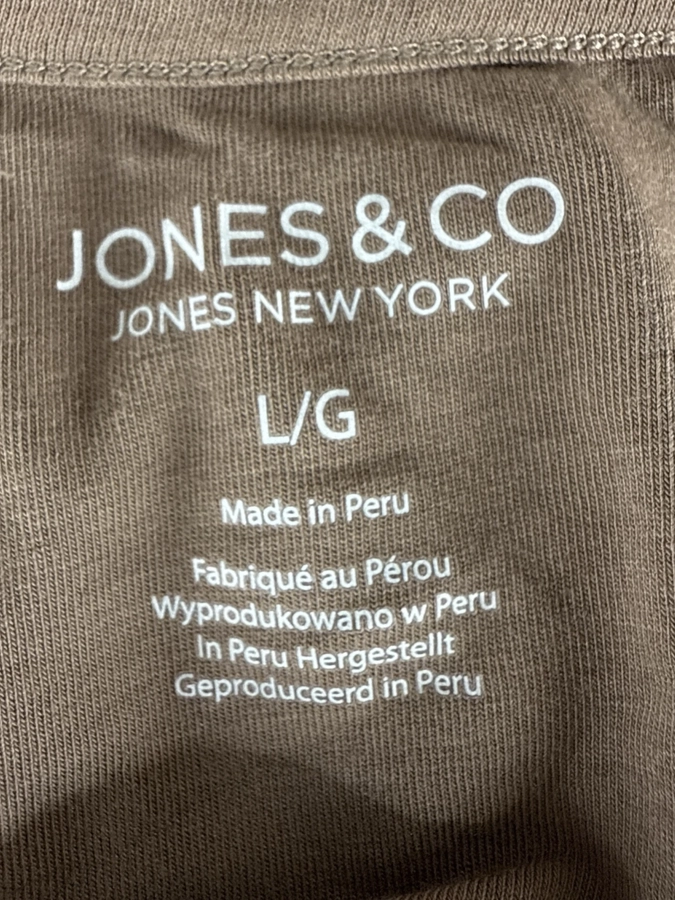 JONES & CO
JONES NEW YORK
L/G
Made in Peru
Fabriqué au Pérou
Wyprodukowano w Peru
In Peru Hergestellt
Geproduceerd in Peru